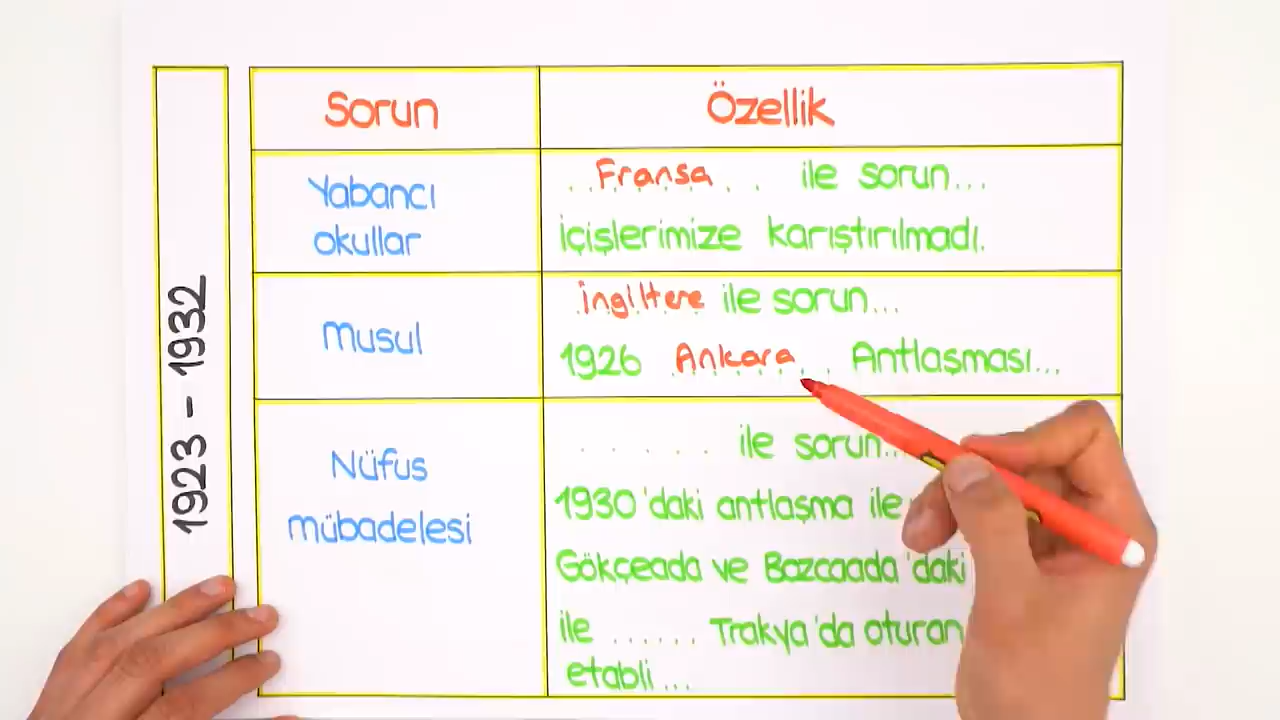 1923 - 1932
Sorun
Özellik
Yabancı
okullar
..Fransa.. ile sorun...
İçişlerimize karıştırılmadı.
Musul
İngiltere ile sorun...
1926 Ankara.. Antlaşması...
Nüfus
mübadelesi
...... ile sorun...
1930'daki antlaşma ile
Gökçeada ve Bozcaada'daki
ile ...... Trakya'da oturan
etabli...